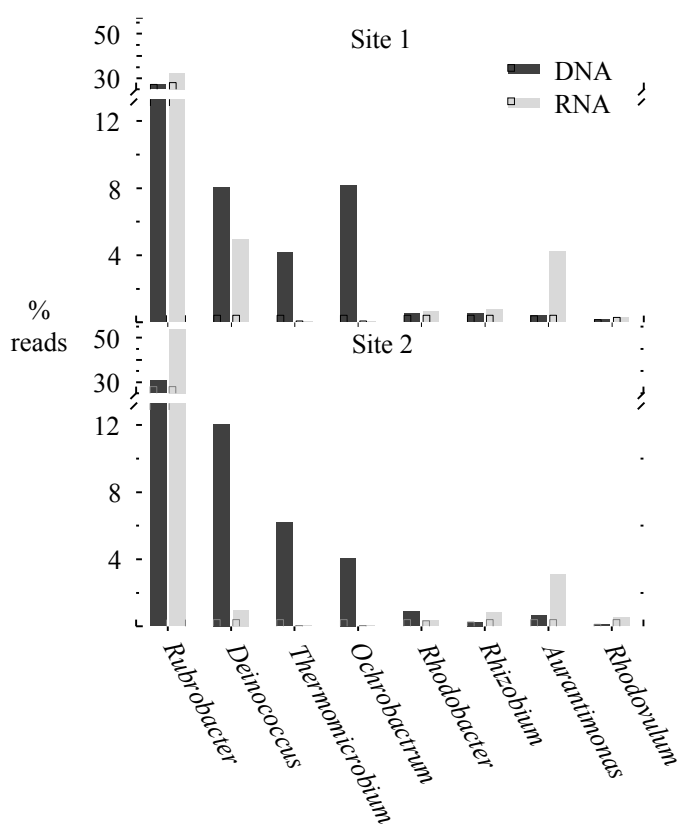 50
Site 1
30
DNA
RNA
12
8
4
%
reads
50
Site 2
30
12
8
4
Rubrobacter
Deinococcus
Thermomicrobium
Ochrobactrum
Rhodobacter
Rhizobium
Aurantimonas
Rhodovulum